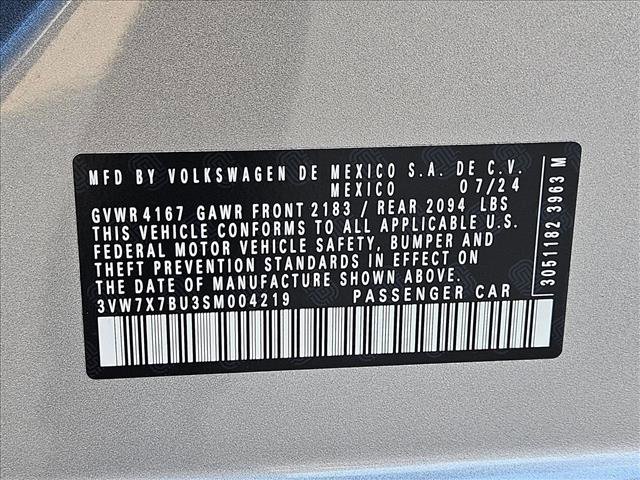 MFD BY VOLKSWAGEN DE MEXICO S.A. DE C.V.
MEXICO 07/24
GVWR 4167 GAWR FRONT 2183 / REAR 2094 LBS
THIS VEHICLE CONFORMS TO ALL APPLICABLE U.S.
FEDERAL MOTOR VEHICLE SAFETY, BUMPER AND
THEFT PREVENTION STANDARDS IN EFFECT ON
THE DATE OF MANUFACTURE SHOWN ABOVE.
3VW7X7BU3SM004219 PASSENGER CAR
3051182 3963 M